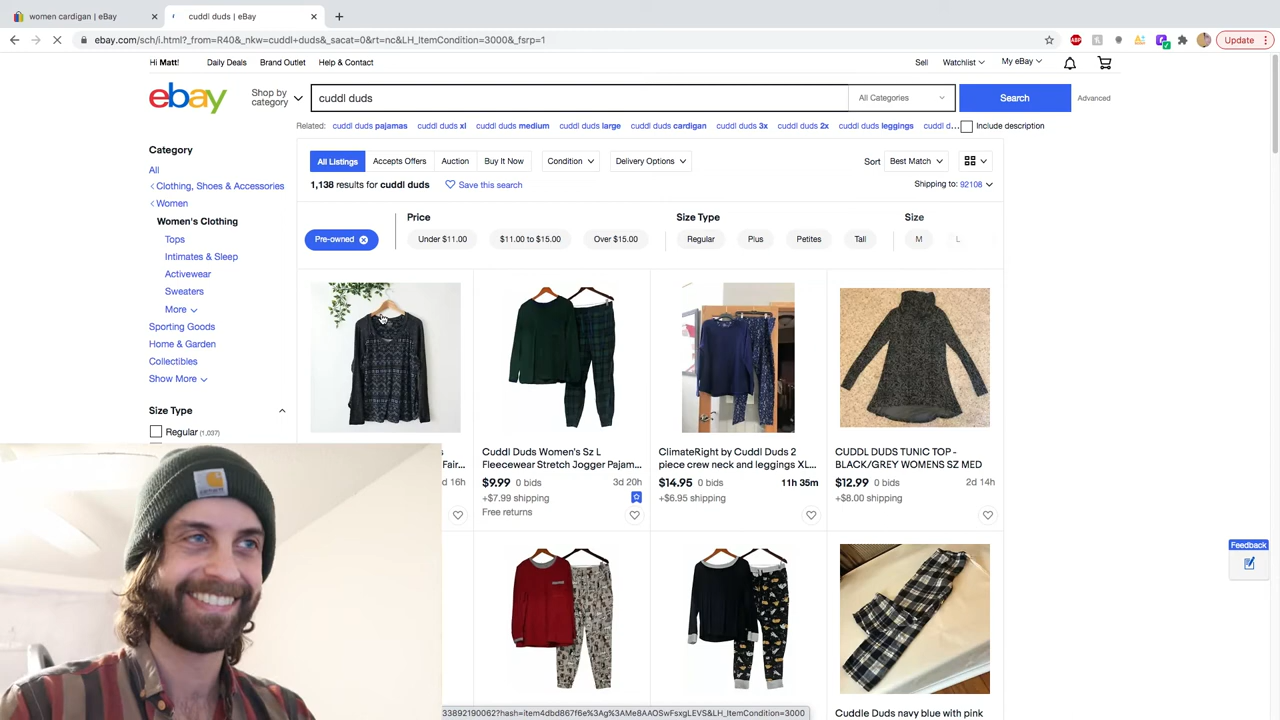 women cardigan | eBay
cuddl duds | eBay
ebay.com/sch/i.html?_from=R40&_nkw=cuddl+duds&_sacat=0&rt=nc&LH_ItemCondition=3000&_fsrp=1
ABP
Update
Hi Matt!
Daily Deals
Brand Outlet
Help & Contact
Sell
Watchlist
My eBay
ebay
Shop by category
cuddl duds
All Categories
Search
Advanced
Related:
cuddl duds pajamas
cuddl duds xl
cuddl duds medium
cuddl duds large
cuddl duds cardigan
cuddl duds 3x
cuddl duds 2x
cuddl duds leggings
cuddl d...
Include description
Category
All
Clothing, Shoes & Accessories
Women
Women's Clothing
Tops
Intimates & Sleep
Activewear
Sweaters
More
Sporting Goods
Home & Garden
Collectibles
Show More
Size Type
Regular (1,037)
All Listings
Accepts Offers
Auction
Buy It Now
Condition
Delivery Options
Sort
Best Match
1,138 results for cuddl duds
Save this search
Shipping to: 92108
Pre-owned
Price
Under $11.00
$11.00 to $15.00
Over $15.00
Size Type
Regular
Plus
Petites
Tall
Size
M
L
s
Fair...
d 16h
Cuddl Duds Women's Sz L
Fleecewear Stretch Jogger Pajam...
$9.99 0 bids 3d 20h
+$7.99 shipping
Free returns
ClimateRight by Cuddl Duds 2
piece crew neck and leggings XL...
$14.95 0 bids 11h 35m
+$6.95 shipping
CUDDL DUDS TUNIC TOP -
BLACK/GREY WOMENS SZ MED
$12.99 0 bids 2d 14h
+$8.00 shipping
Feedback
Cuddle Duds navy blue with pink
33892190062?hash=item4dbd867f6e%3Ag%3AMe8AAOSwFsxgLEVS&LH_ItemCondition=3000